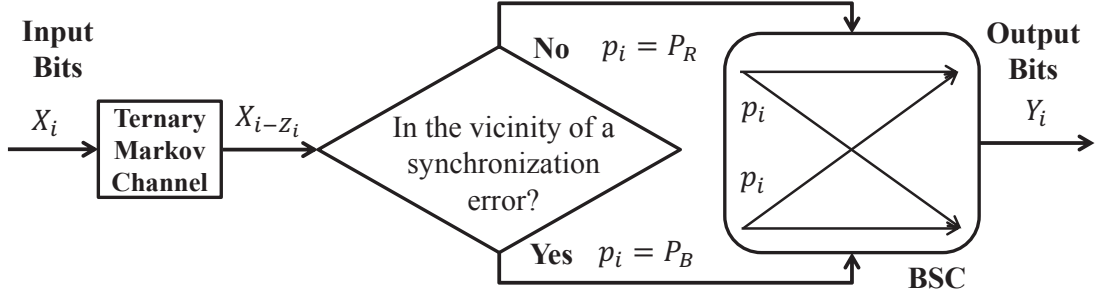 Input
Bits
X_i
Ternary
Markov
Channel
X_{i-Z_i}
In the vicinity of a
synchronization
error?
No p_i = P_R
Yes p_i = P_B
p_i
p_i
BSC
Output
Bits
Y_i